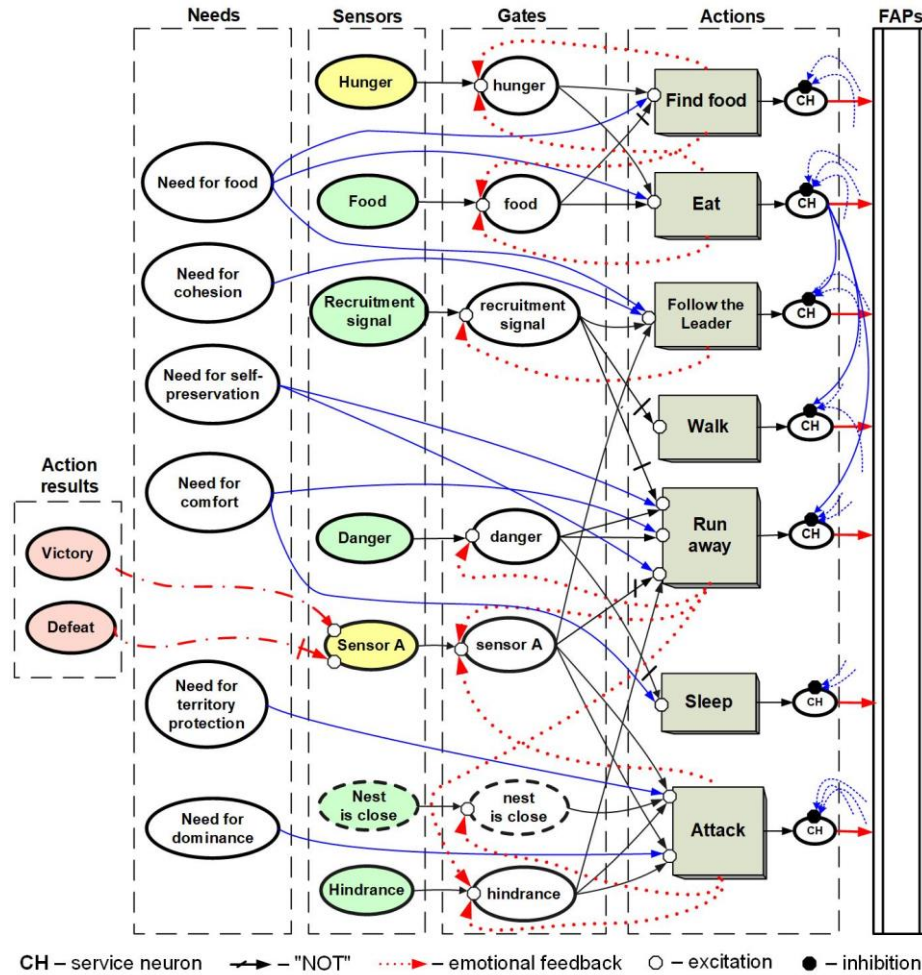 Needs
Sensors
Gates
Actions
FAPs
Hunger
hunger
Find food
CH
Need for food
Food
food
Eat
CH
Need for
cohesion
Recruitment
signal
recruitment
signal
Follow the
Leader
CH
Need for self-
preservation
Walk
CH
Action
results
Need for
comfort
Danger
danger
Run
away
CH
Victory
Defeat
Sensor A
sensor A
Need for
territory
protection
Sleep
CH
Nest
is close
nest
is close
Attack
CH
Need for
dominance
Hindrance
hindrance
CH – service neuron
– "NOT"
– emotional feedback
– excitation
– inhibition